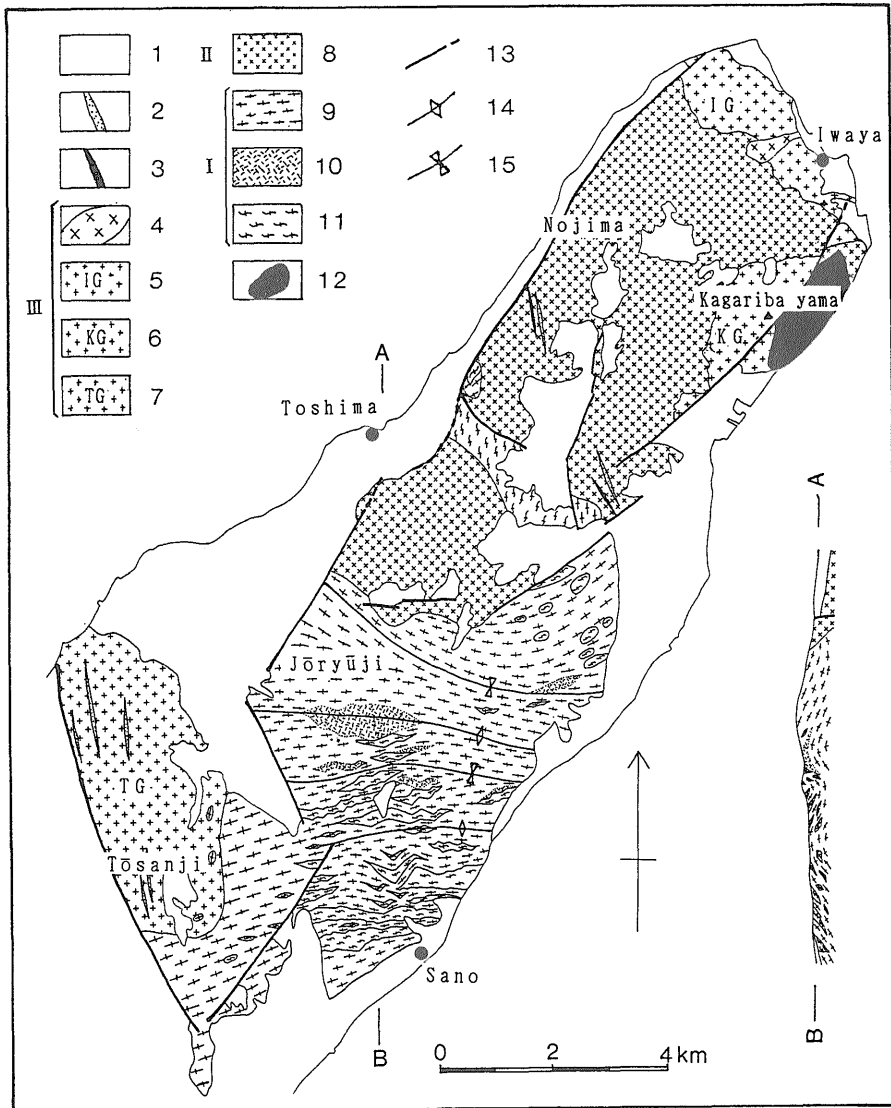 1
2
3
4
III
IG
5
KG
6
TG
7
II
8
9
I
10
11
12
13
14
15
IG
Iwaya
Nojima
Kagariba yama
KG
A
Toshima
A
Jōryūji
TG
Tōsanji
Sano
B
B
0 2 4 km